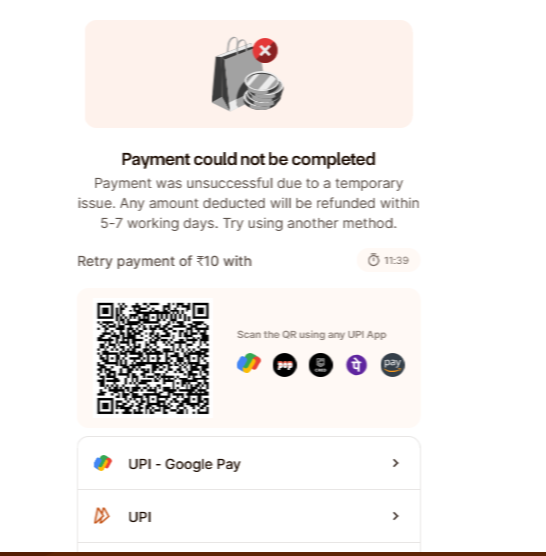 Payment could not be completed
Payment was unsuccessful due to a temporary
issue. Any amount deducted will be refunded within
5-7 working days. Try using another method.
Retry payment of ₹10 with
11:39
Scan the QR using any UPI App
pop
पे
pay
UPI - Google Pay
UPI